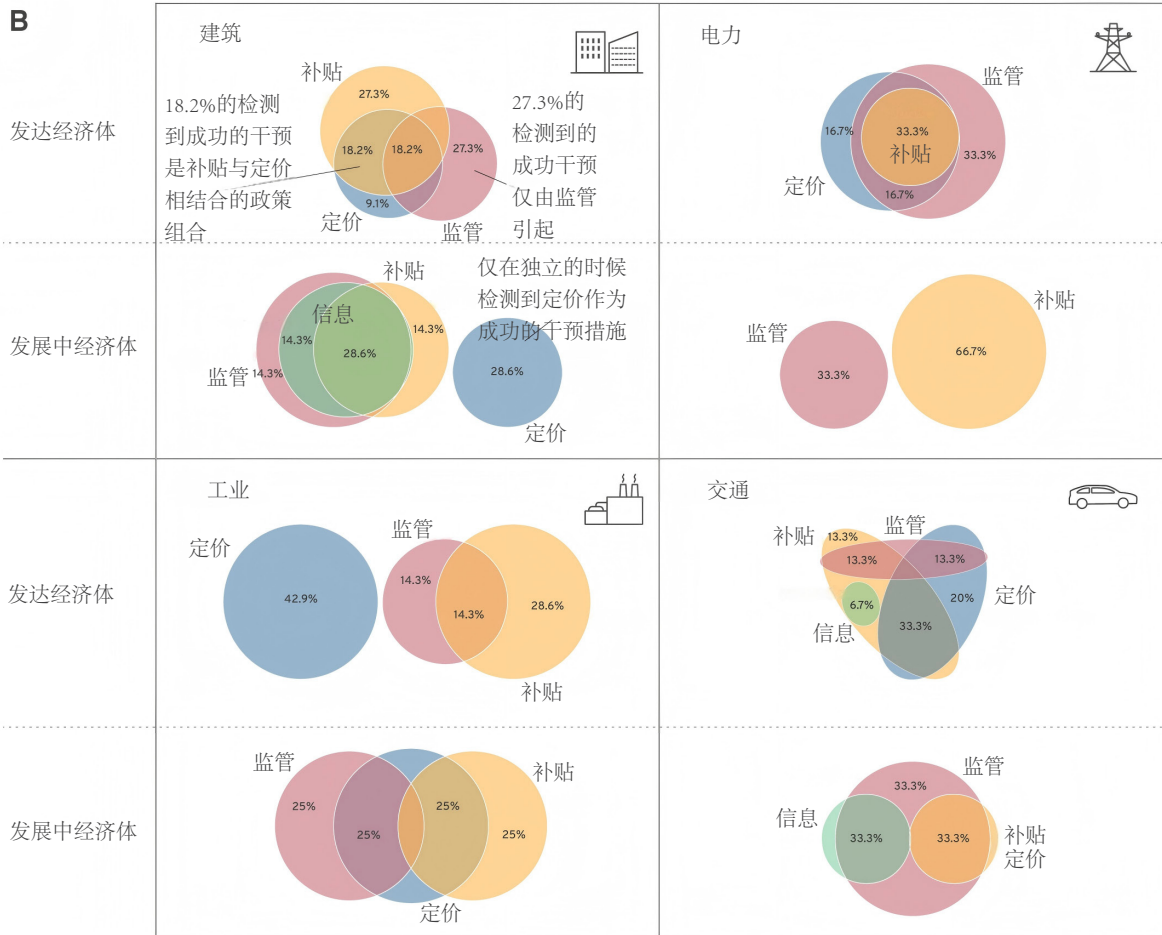 B
建筑
补贴
27.3%
18.2%的检测
到成功的干预
是补贴与定价
相结合的政策
组合
18.2%
18.2%
27.3%
9.1%
定价
监管
27.3%的
检测到的
成功干预
仅由监管
引起
发达经济体
电力
监管
16.7%
33.3%
补贴
33.3%
定价
16.7%
发展中经济体
补贴
信息
14.3%
14.3%
28.6%
14.3%
监管
仅在独立的时候
检测到定价作为
成功的干预措施
28.6%
定价
补贴
监管
33.3%
66.7%
工业
发达经济体
定价
42.9%
监管
14.3%
14.3%
28.6%
补贴
交通
监管
补贴
13.3%
13.3%
13.3%
定价
6.7%
20%
信息
33.3%
发展中经济体
监管
补贴
25%
25%
25%
25%
定价
监管
33.3%
信息
33.3%
33.3%
补贴
定价